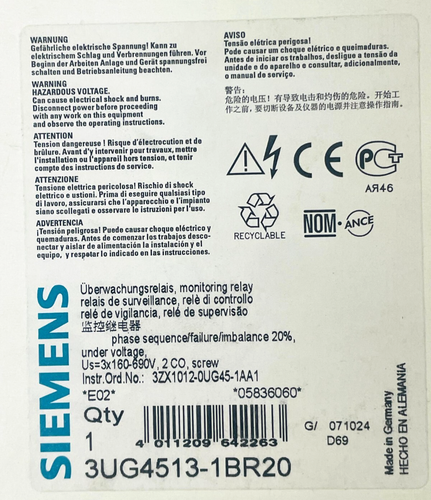 WARNUNG
Gefährliche elektrische Spannung! Kann zu
elektrischem Schlag und Verbrennungen führen. Vor
Beginn der Arbeiten Anlage und Gerät spannungsfrei
schalten und Betriebsanleitung beachten.
WARNING
HAZARDOUS VOLTAGE.
Can cause electrical shock and burns.
Disconnect power before proceeding
with any work on this equipment
and observe the operating instructions.
ATTENTION
Tension dangereuse ! Risque d'électrocution et de
brûlure. Avant d'y intervenir pour travaux, mettre
l'installation ou l'appareil hors tension, et tenir
compte des instructions de service.
ATTENZIONE
Tensione elettrica pericolosa! Rischio di shock
elettrico e ustioni. Prima di eseguire qualsiasi tipo
di lavoro, assicurarsi che l'apparecchio e l'impianto
siano scollegati e osservare le istruzioni per l'uso.
ADVERTENCIA
¡Tensión peligrosa! Puede causar choque eléctrico y
quemaduras. Antes de comenzar los trabajos desco-
nectar y aislar de alimentación la instalación y el
equipo, y respetar lo indicado en las instrucciones.
AVISO
Tensão elétrica perigosa!
Pode causar um choque elétrico e queimaduras.
Antes de iniciar os trabalhos, desligue a tensão da
unidade e do aparelho e consultar, adicionalmente,
o manual de serviço.
警告:
危险的电压! 有导致电击和灼伤的危险。开始工
作之前,要切断设备及仪器的电源并注意操作指南。
CE
РСТ
АЯ46
RECYCLABLE
NOM-ANCE
SIEMENS
Überwachungsrelais, monitoring relay
relais de surveillance, relè di controllo
relé de vigilancia, relé de supervisão
监控继电器
phase sequence/failure/imbalance 20%,
under voltage,
Us=3x160-690V, 2 CO, screw
Instr.Ord.No.: 3ZX1012-0UG45-1AA1
*E02* *05836060*
Qty
1
4 011209 642263
G/ 071024
D69
Made in Germany
HECHO EN ALEMANIA
3UG4513-1BR20